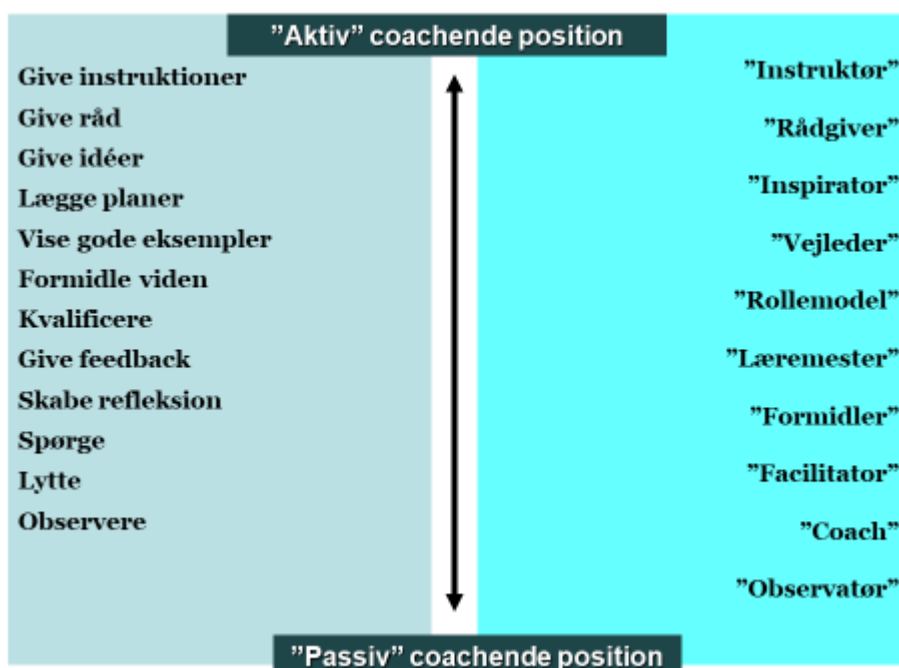 ”Aktiv” coachende position
Give instruktioner
Give råd
Give idéer
Lægge planer
Vise gode eksempler
Formidle viden
Kvalificere
Give feedback
Skabe refleksion
Spørge
Lytte
Observere
”Instruktør”
”Rådgiver”
”Inspirator”
”Vejleder”
”Rollemodel”
”Læremester”
”Formidler”
”Facilitator”
”Coach”
”Observatør”
”Passiv” coachende position